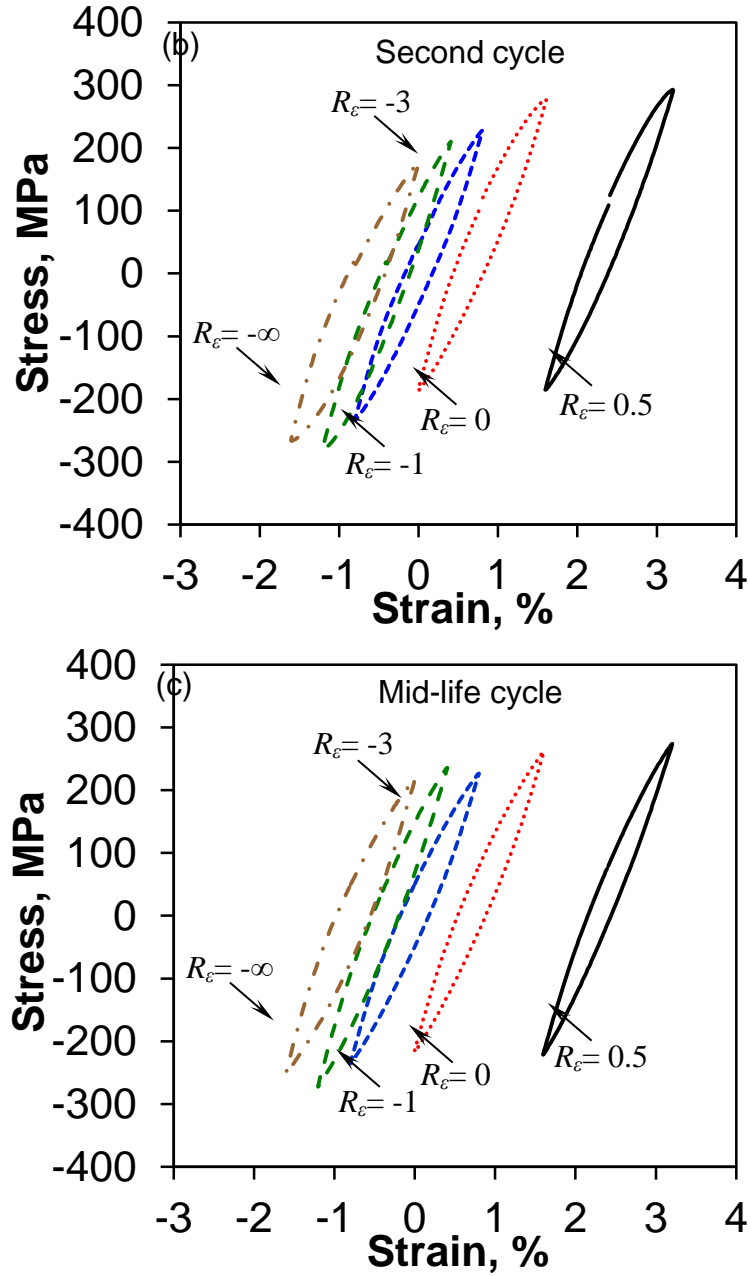 (b)
Second cycle
400
300
200
100
0
-100
-200
-300
-400
Stress, MPa
Rε= -3
Rε= -∞
Rε= -1
Rε= 0
Rε= 0.5
-3 -2 -1 0 1 2 3 4
Strain, %
(c)
Mid-life cycle
400
300
200
100
0
-100
-200
-300
-400
Stress, MPa
Rε= -3
Rε= -∞
Rε= -1
Rε= 0
Rε= 0.5
-3 -2 -1 0 1 2 3 4
Strain, %